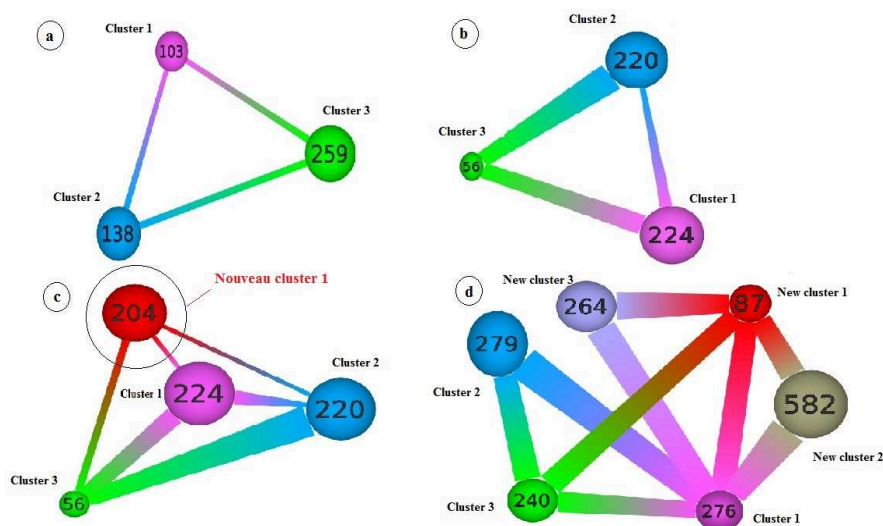 a
Cluster 1
103
Cluster 3
259
Cluster 2
138
b
Cluster 2
220
Cluster 3
56
Cluster 1
224
c
Nouveau cluster 1
204
Cluster 2
Cluster 1
224
220
Cluster 3
56
d
New cluster 3
264
87
New cluster 1
279
Cluster 2
582
New cluster 2
Cluster 3
240
276
Cluster 1